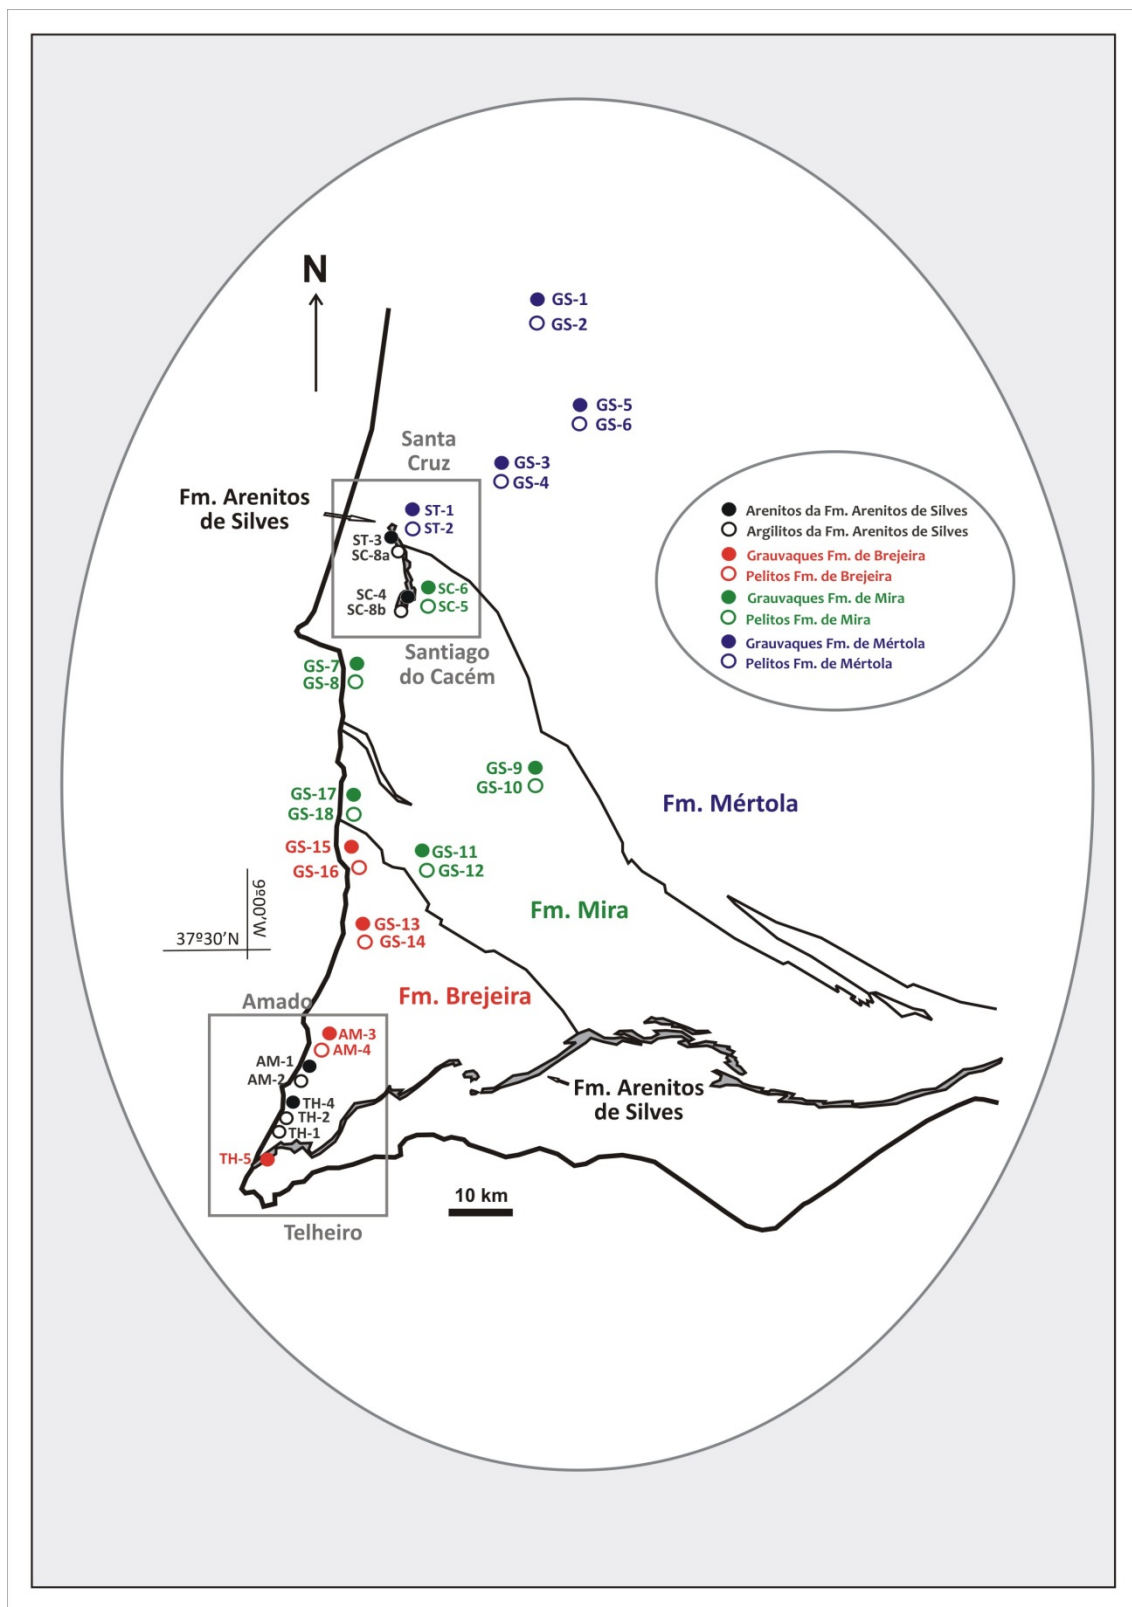 N
GS-1
GS-2
GS-5
GS-6
Santa
Cruz
GS-3
GS-4
Fm. Arenitos
de Silves
ST-1
ST-2
ST-3
SC-8a
SC-4
SC-8b
SC-6
SC-5
Arenitos da Fm. Arenitos de Silves
Argilitos da Fm. Arenitos de Silves
Grauvaques Fm. de Brejeira
Pelitos Fm. de Brejeira
Grauvaques Fm. de Mira
Pelitos Fm. de Mira
Grauvaques Fm. de Mértola
Pelitos Fm. de Mértola
Santiago
do Cacém
GS-7
GS-8
GS-9
GS-10
GS-17
GS-18
Fm. Mértola
GS-15
GS-16
GS-11
GS-12
9º00'W
37º30'N
Fm. Mira
GS-13
GS-14
Fm. Brejeira
Amado
AM-3
AM-4
AM-1
AM-2
TH-4
TH-2
TH-1
TH-5
Fm. Arenitos
de Silves
10 km
Telheiro